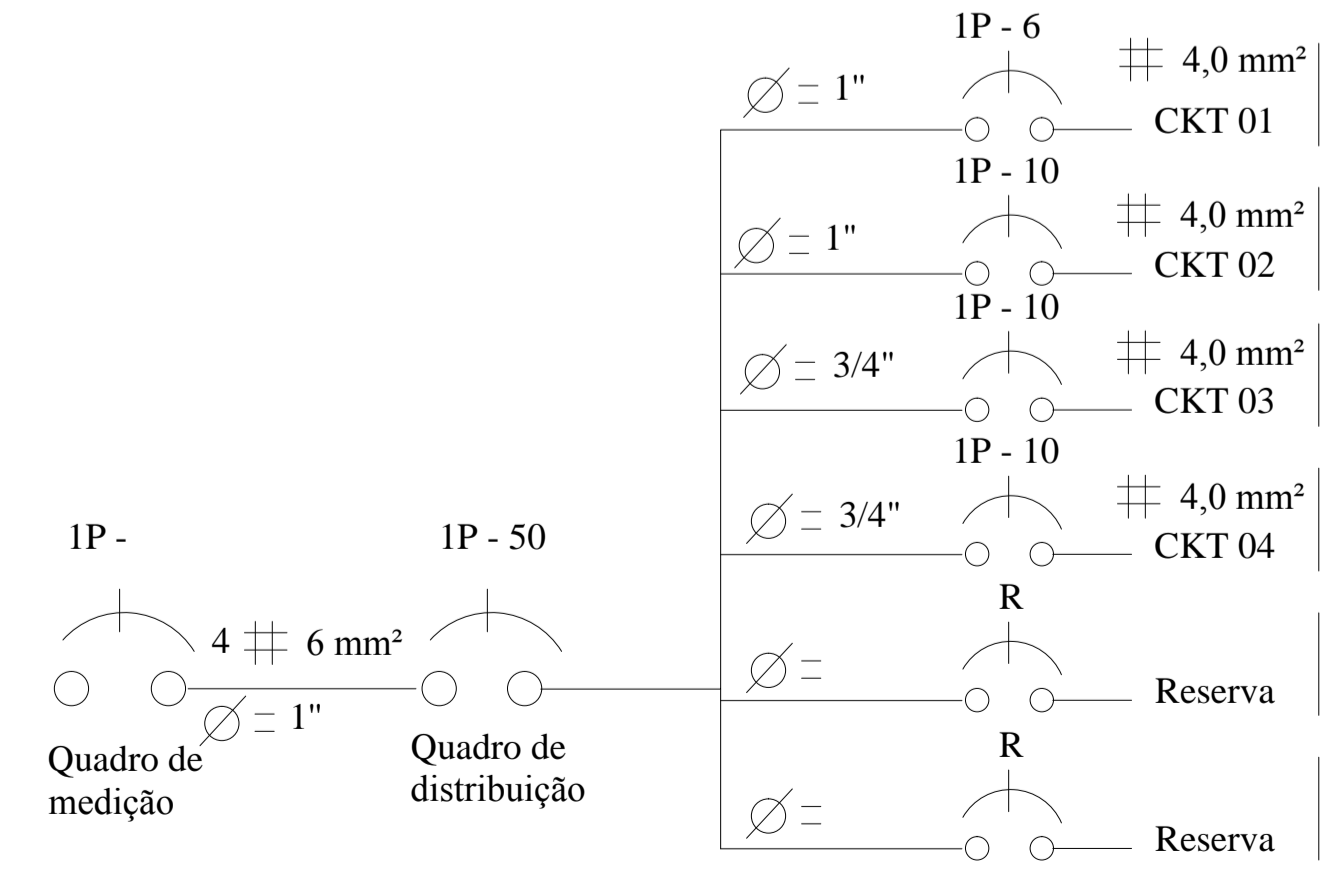 1P - 6
4,0 mm²
= 1"
CKT 01
1P - 10
4,0 mm²
= 1"
CKT 02
1P - 10
4,0 mm²
= 3/4"
CKT 03
1P - 10
4,0 mm²
= 3/4"
CKT 04
1P -
1P - 50
R
4 # 6 mm²
=
Reserva
= 1"
Quadro de
medição
Quadro de
distribuição
R
=
Reserva